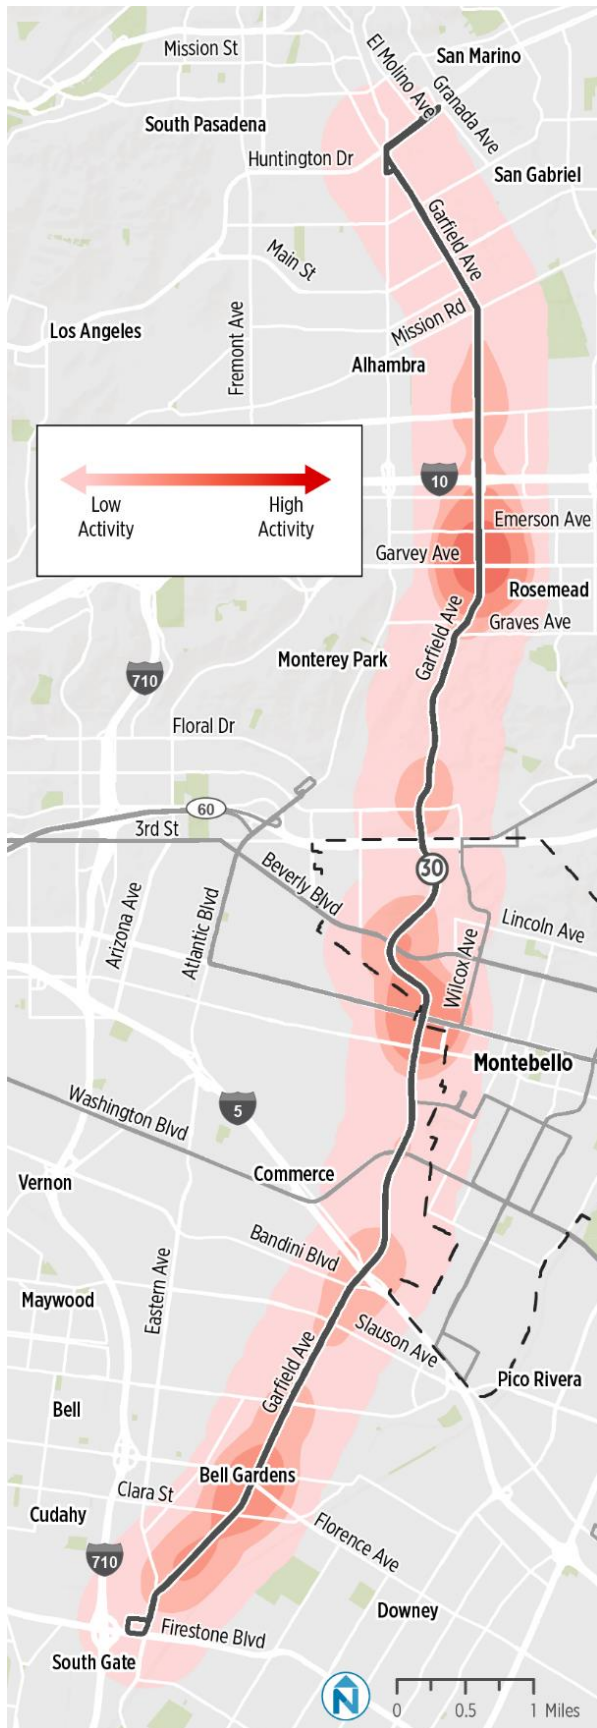 Mission St
El Molino Ave
San Marino
Granada Ave
South Pasadena
Huntington Dr
San Gabriel
Garfield Ave
Main St
Los Angeles
Fremont Ave
Mission Rd
Alhambra
Low
Activity
High
Activity
10
Emerson Ave
Garvey Ave
Rosemead
Graves Ave
Garfield Ave
Monterey Park
710
Floral Dr
60
3rd St
30
Beverly Blvd
Arizona Ave
Atlantic Blvd
Lincoln Ave
Wilcox Ave
Montebello
Washington Blvd
5
Commerce
Vernon
Bandini Blvd
Eastern Ave
Maywood
Slauson Ave
Garfield Ave
Pico Rivera
Bell
Bell Gardens
Clara St
Cudahy
Florence Ave
710
Downey
Firestone Blvd
South Gate
N
0 0.5 1 Miles